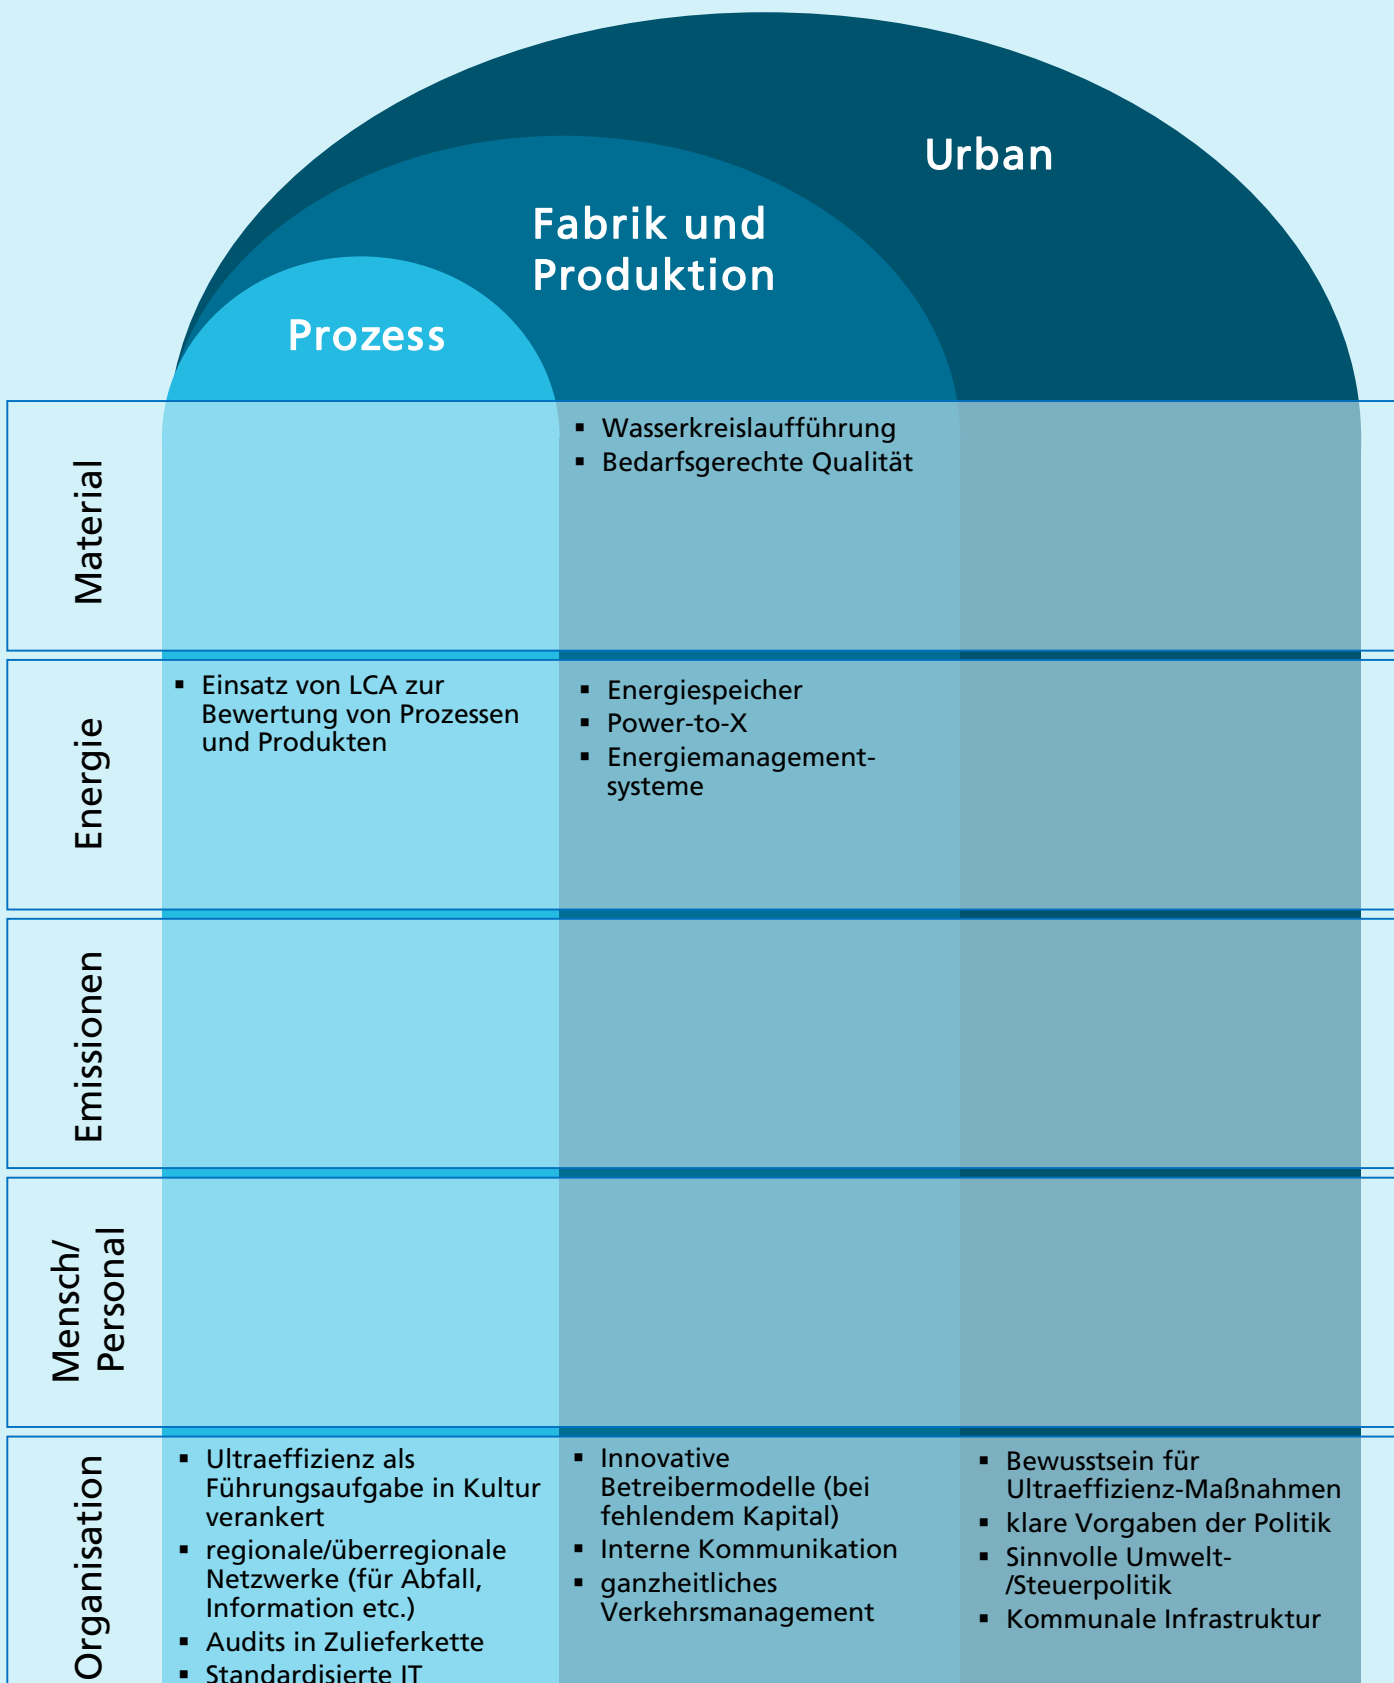 Urban
Fabrik und
Produktion
Prozess
Material
▪ Wasserkreislaufführung
▪ Bedarfsgerechte Qualität
Energie
▪ Einsatz von LCA zur
Bewertung von Prozessen
und Produkten
▪ Energiespeicher
▪ Power-to-X
▪ Energiemanagement-
systeme
Emissionen
Mensch/
Personal
Organisation
▪ Ultraeffizienz als
Führungsaufgabe in Kultur
verankert
▪ regionale/überregionale
Netzwerke (für Abfall,
Information etc.)
▪ Audits in Zulieferkette
▪ Standardisierte IT
▪ Innovative
Betreibermodelle (bei
fehlendem Kapital)
▪ Interne Kommunikation
▪ ganzheitliches
Verkehrsmanagement
▪ Bewusstsein für
Ultraeffizienz-Maßnahmen
▪ klare Vorgaben der Politik
▪ Sinnvolle Umwelt-
/Steuerpolitik
▪ Kommunale Infrastruktur